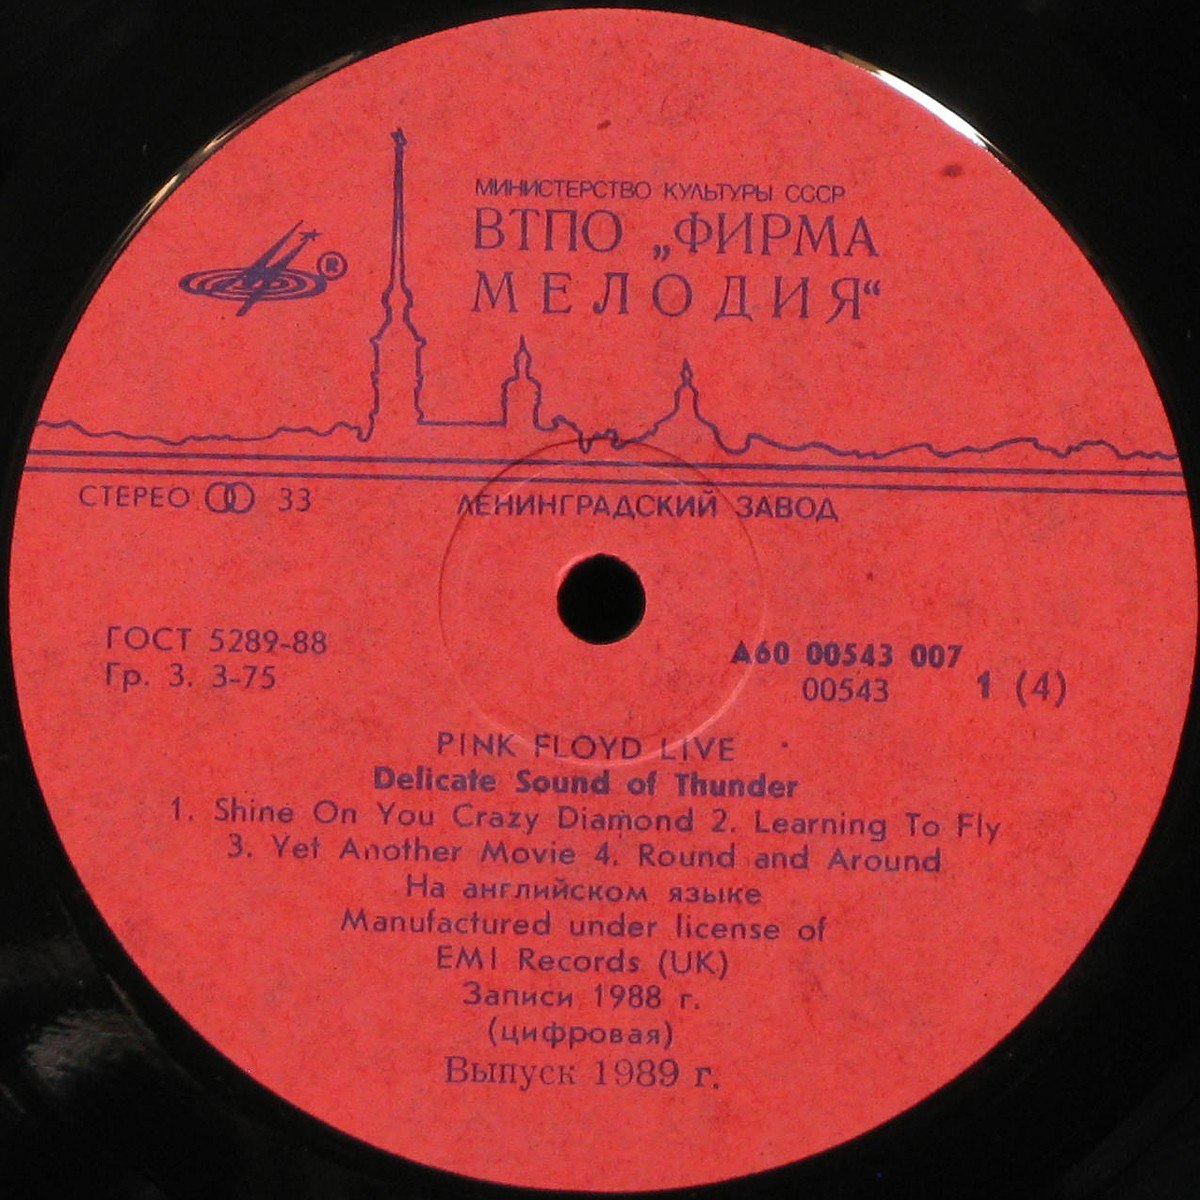 МИНИСТЕРСТВО КУЛЬТУРЫ СССР
ВТПО „ФИРМА
МЕЛОДИЯ“
®
СТЕРЕО 33
ЛЕНИНГРАДСКИЙ ЗАВОД
ГОСТ 5289-88
Гр. 3. 3-75
А60 00543 007
00543
1 (4)
PINK FLOYD LIVE
Delicate Sound of Thunder
1. Shine On You Crazy Diamond 2. Learning To Fly
3. Yet Another Movie 4. Round and Around
На английском языке
Manufactured under license of
EMI Records (UK)
Записи 1988 г.
(цифровая)
Выпуск 1989 г.